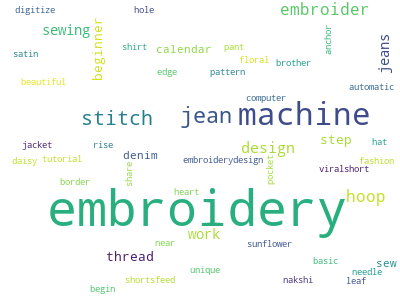 digitize hole embroider
sewing beginner anchor
satin shirt calendar pant jeans
edge floral brother
beautiful pattern automatic
computer
stitch jean machine
jacket rise denim design step hat
daisy tutorial embroiderydesign fashion
share pocket viralshort
border heart
embroidery hoop
work
near sunflower
thread basic sew
unique needle
begin shortsfeed nakshi leaf